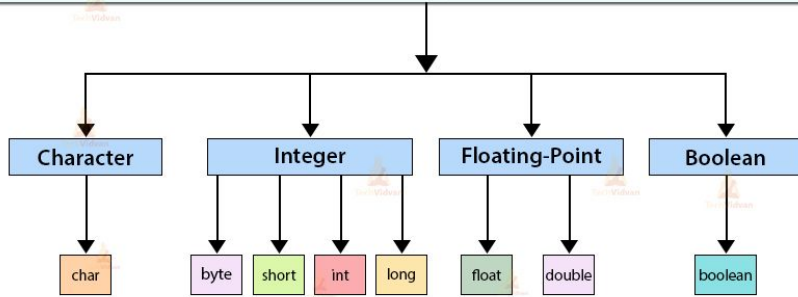 Character Integer Floating-Point Boolean
char byte short int long float double boolean